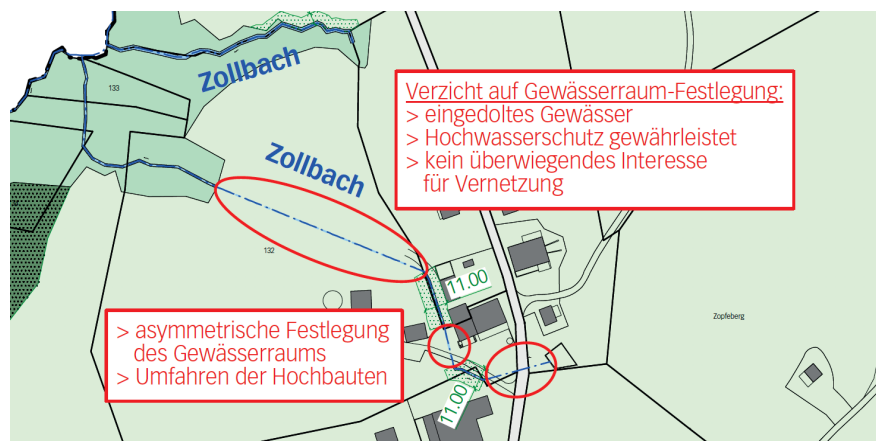 Zollbach
133
Verzicht auf Gewässerraum-Festlegung:
> eingedoltes Gewässer
> Hochwasserschutz gewährleistet
> kein überwiegendes Interesse
für Vernetzung
Zollbach
132
11.00
Zopfeberg
> asymmetrische Festlegung
des Gewässerraums
> Umfahren der Hochbauten
11.00